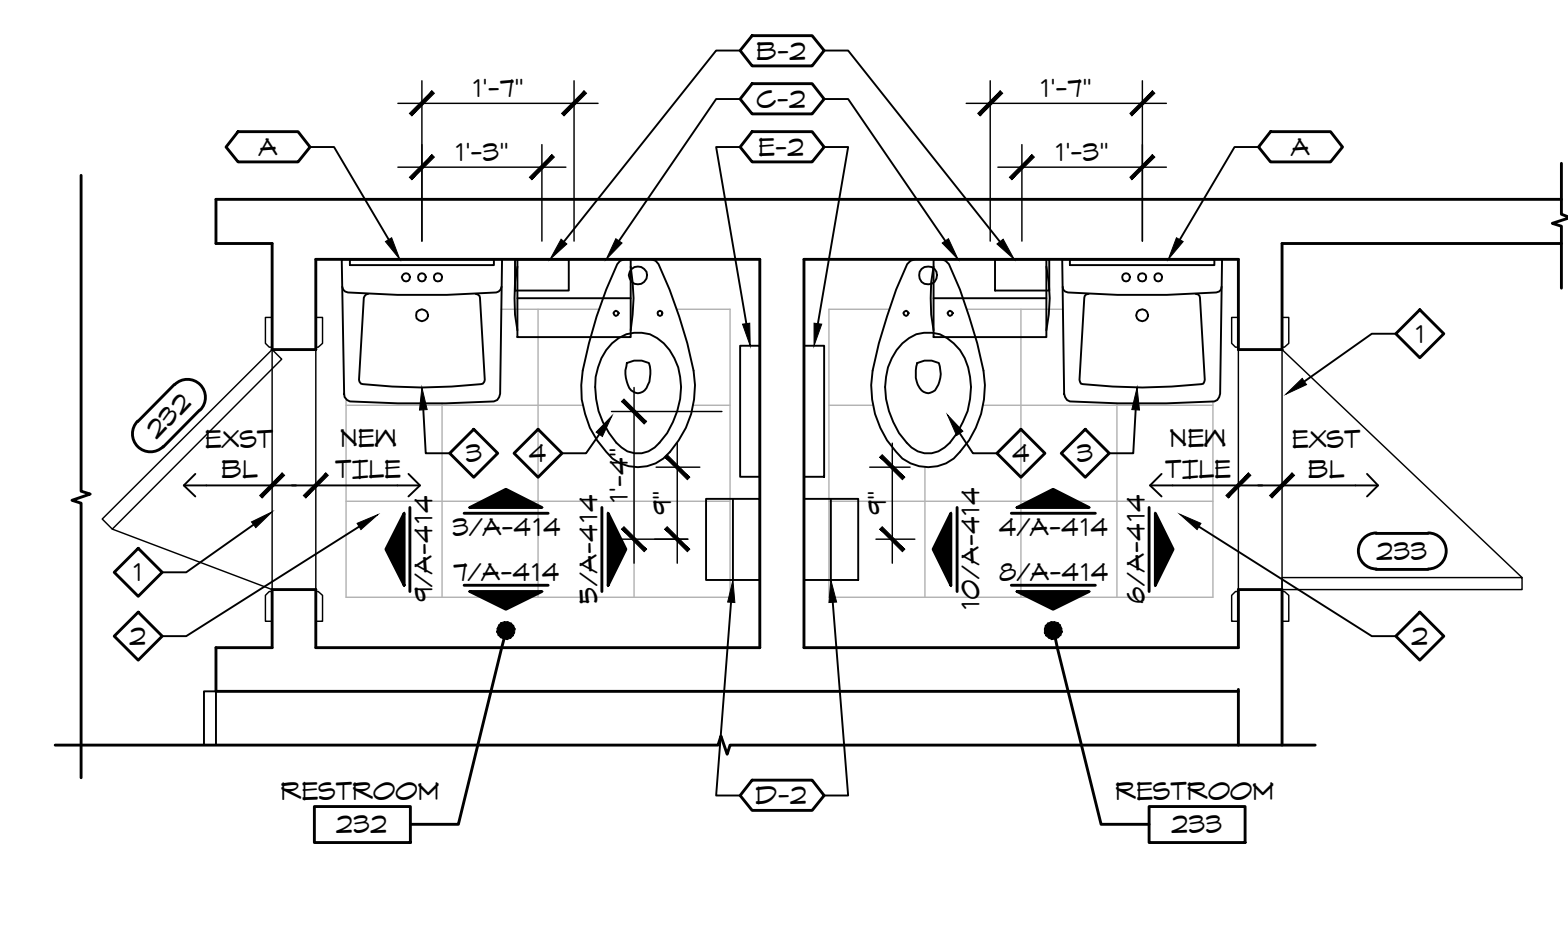 B-2
1'-7"
1'-7"
C-2
A
1'-3"
E-2
1'-3"
A
1
232
EXST
BL
NEW
TILE
3
4
4
3
NEW
TILE
EXST
BL
1'-4"
9"
9"
9/A-414
3/A-414
7/A-414
5/A-414
10/A-414
4/A-414
8/A-414
6/A-414
233
1
2
2
RESTROOM
232
D-2
RESTROOM
233